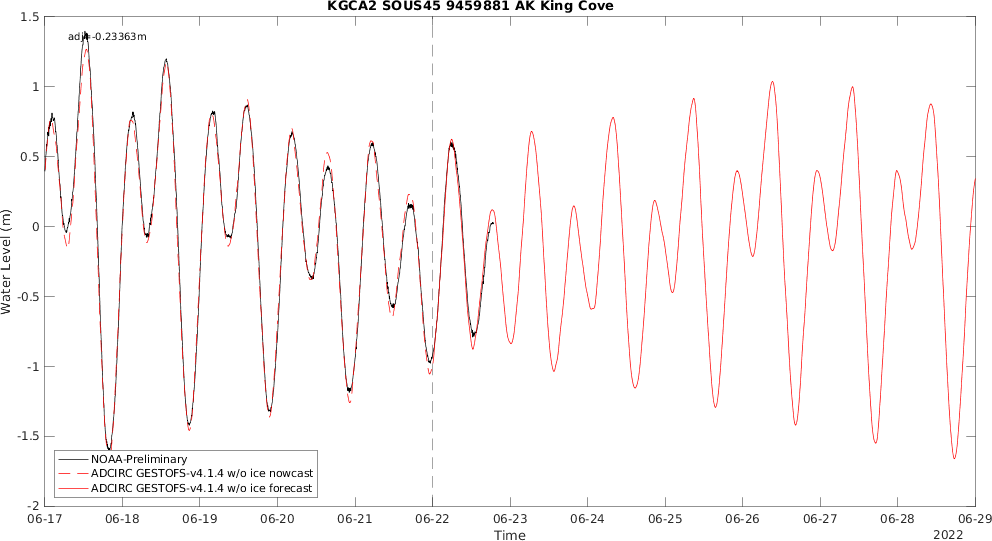 KGCA2 SOUS45 9459881 AK King Cove
adj=-0.23363m
1.5
1
0.5
0
-0.5
-1
-1.5
-2
Water Level (m)
NOAA-Preliminary
ADCIRC GESTOFS-v4.1.4 w/o ice nowcast
ADCIRC GESTOFS-v4.1.4 w/o ice forecast
06-17 06-18 06-19 06-20 06-21 06-22 06-23 06-24 06-25 06-26 06-27 06-28 06-29
Time
2022